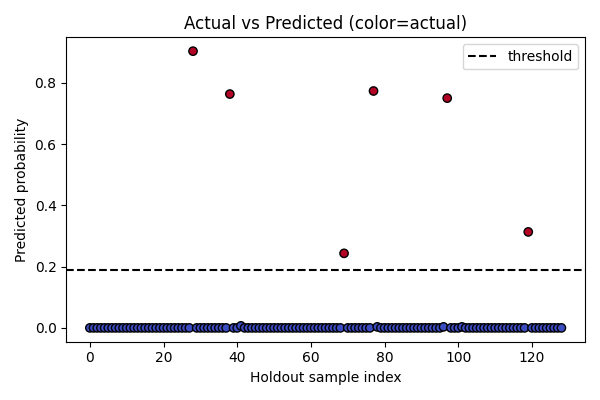 Actual vs Predicted (color=actual)
threshold
Predicted probability
0.8
0.6
0.4
0.2
0.0
0 20 40 60 80 100 120
Holdout sample index